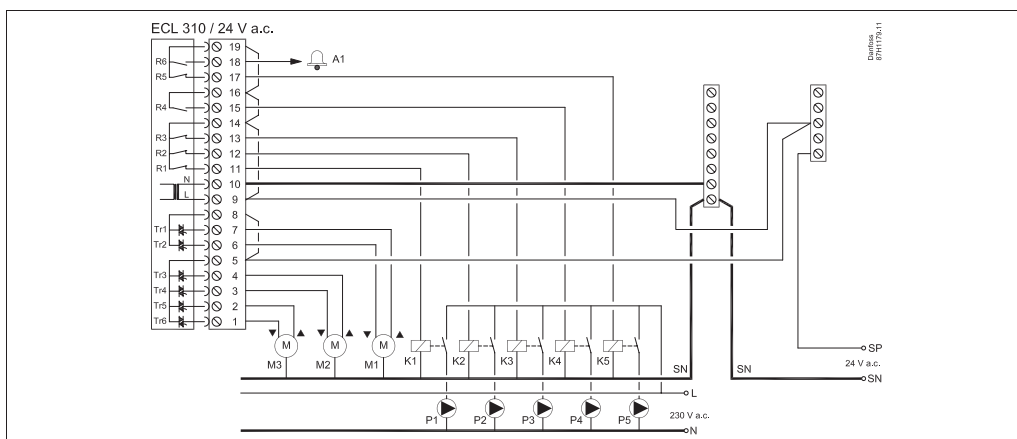 ECL 310 / 24 V a.c.
Danfoss
87H1179.11
19
R6 18 A1
R5 17
16
R4 15
14
R3 13
R2 12
R1 11
N 10
L 9
8
Tr1 7
Tr2 6
5
Tr3 4
Tr4 3
Tr5 2
Tr6 1
M M M
M3 M2 M1 K1 K2 K3 K4 K5
SP
24 V a.c.
SN SN SN
L
P1 P2 P3 P4 P5
230 V a.c.
N